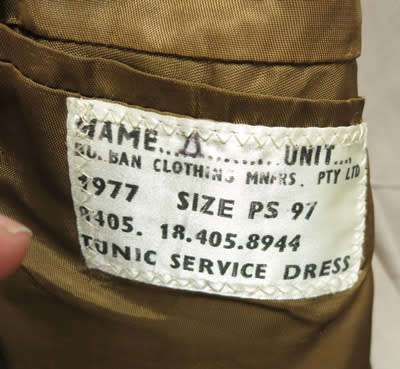 NAME..........UNIT....
CLOTHING MNFRS. PTY LTD
1977 SIZE PS 97
8405. 18.405.8944
TUNIC SERVICE DRESS